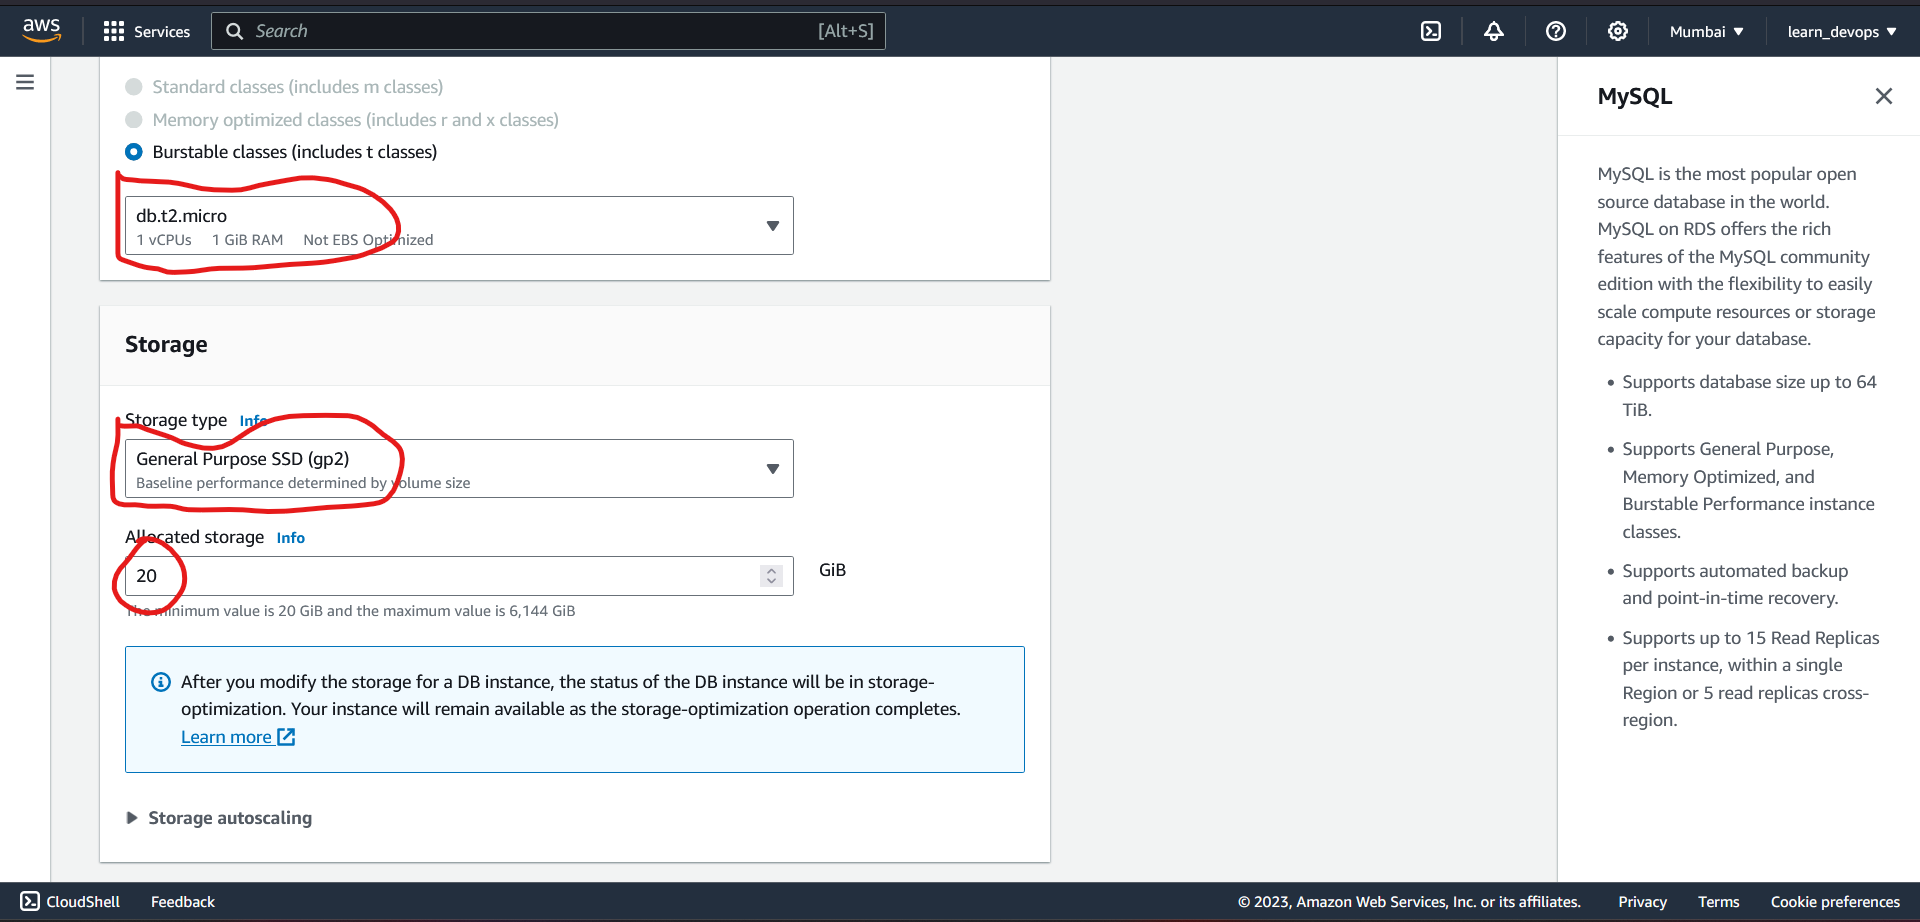 aws
Services
Search
[Alt+S]
Mumbai
learn_devops
Standard classes (includes m classes)
Memory optimized classes (includes r and x classes)
Burstable classes (includes t classes)
db.t2.micro
1 vCPUs 1 GiB RAM Not EBS Optimized
Storage
Storage type Info
General Purpose SSD (gp2)
Baseline performance determined by volume size
Allocated storage Info
20
GiB
The minimum value is 20 GiB and the maximum value is 6,144 GiB
After you modify the storage for a DB instance, the status of the DB instance will be in storage-
optimization. Your instance will remain available as the storage-optimization operation completes.
Learn more
Storage autoscaling
MySQL
MySQL is the most popular open
source database in the world.
MySQL on RDS offers the rich
features of the MySQL community
edition with the flexibility to easily
scale compute resources or storage
capacity for your database.
• Supports database size up to 64
TiB.
• Supports General Purpose,
Memory Optimized, and
Burstable Performance instance
classes.
• Supports automated backup
and point-in-time recovery.
• Supports up to 15 Read Replicas
per instance, within a single
Region or 5 read replicas cross-
region.
CloudShell
Feedback
© 2023, Amazon Web Services, Inc. or its affiliates.
Privacy
Terms
Cookie preferences